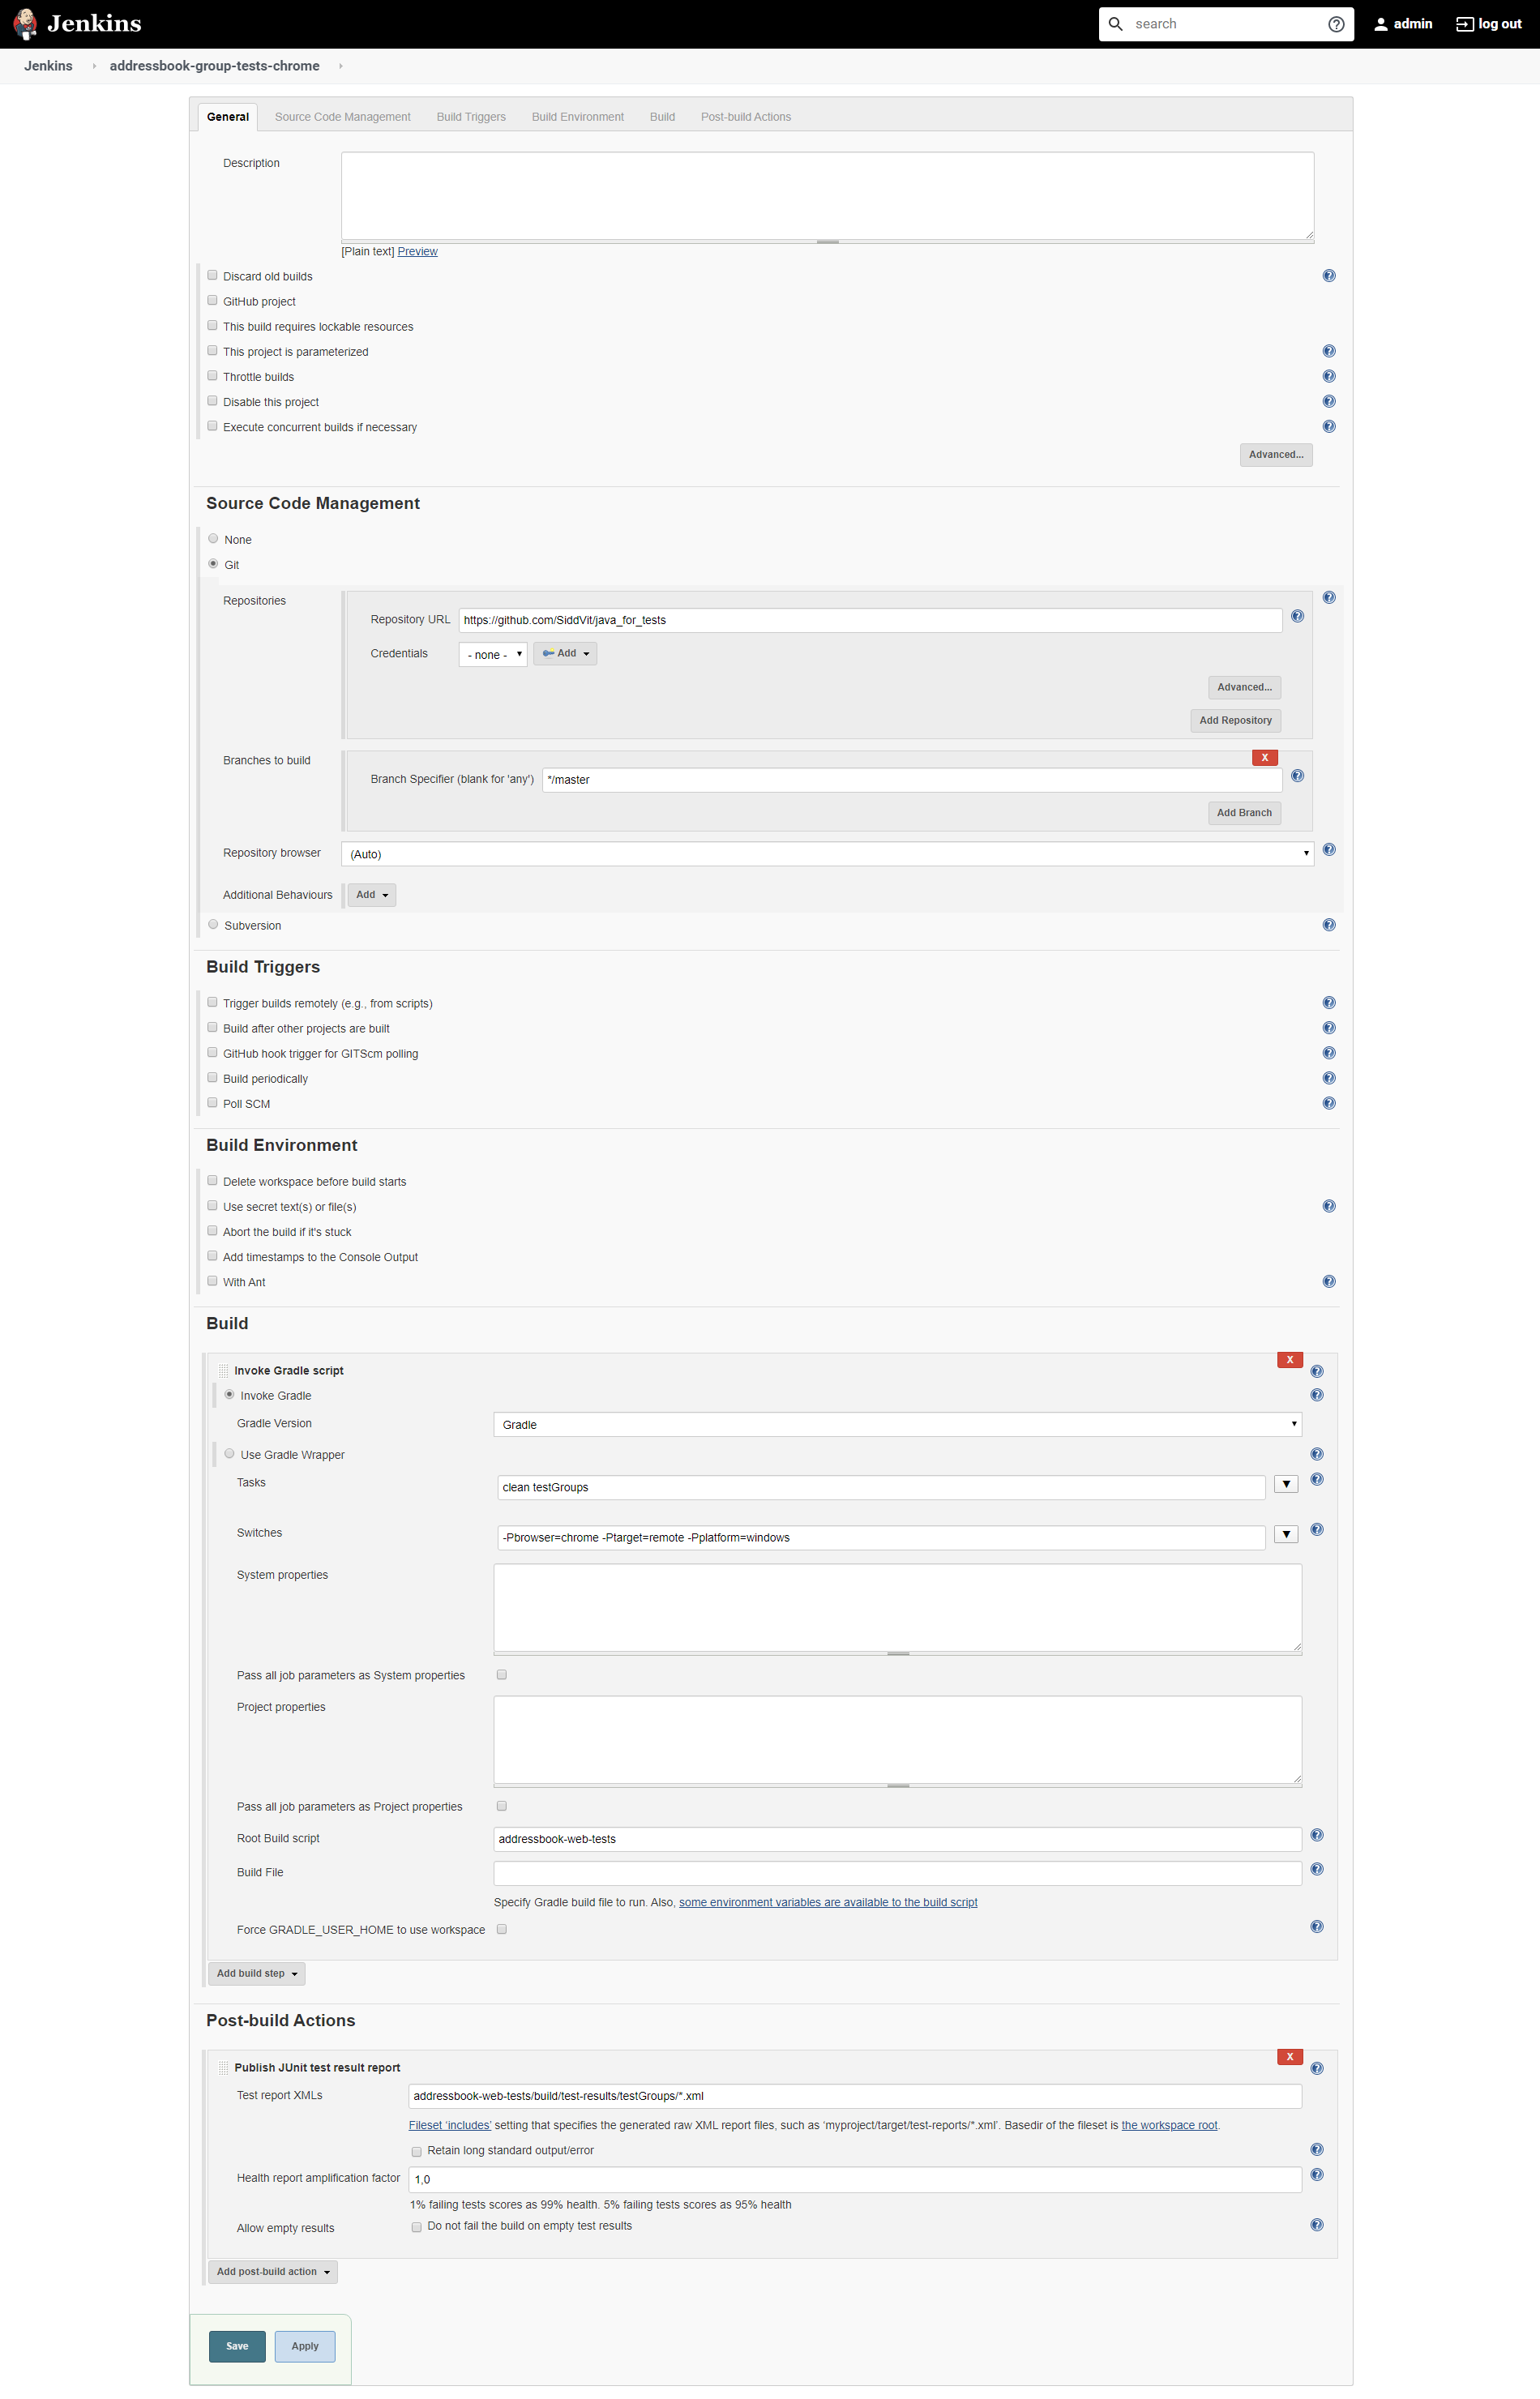 Jenkins
search
admin
log out
Jenkins
addressbook-group-tests-chrome
General
Source Code Management
Build Triggers
Build Environment
Build
Post-build Actions
Description
[Plain text] Preview
Discard old builds
GitHub project
This build requires lockable resources
This project is parameterized
Throttle builds
Disable this project
Execute concurrent builds if necessary
Advanced...
Source Code Management
None
Git
Repositories
Repository URL https://github.com/SiddVit/java_for_tests
Credentials - none - Add
Advanced...
Add Repository
Branches to build
X
Branch Specifier (blank for 'any') */master
Add Branch
Repository browser (Auto)
Additional Behaviours Add
Subversion
Build Triggers
Trigger builds remotely (e.g., from scripts)
Build after other projects are built
GitHub hook trigger for GITScm polling
Build periodically
Poll SCM
Build Environment
Delete workspace before build starts
Use secret text(s) or file(s)
Abort the build if it's stuck
Add timestamps to the Console Output
With Ant
Build
X
Invoke Gradle script
Invoke Gradle
Gradle Version Gradle
Use Gradle Wrapper
Tasks clean testGroups
Switches -Pbrowser=chrome -Ptarget=remote -Pplatform=windows
System properties
Pass all job parameters as System properties
Project properties
Pass all job parameters as Project properties
Root Build script addressbook-web-tests
Build File
Specify Gradle build file to run. Also, some environment variables are available to the build script
Force GRADLE_USER_HOME to use workspace
Add build step
Post-build Actions
X
Publish JUnit test result report
Test report XMLs addressbook-web-tests/build/test-results/testGroups/*.xml
Fileset 'includes' setting that specifies the generated raw XML report files, such as 'myproject/target/test-reports/*.xml'. Basedir of the fileset is the workspace root.
Retain long standard output/error
Health report amplification factor 1,0
1% failing tests scores as 99% health. 5% failing tests scores as 95% health
Allow empty results Do not fail the build on empty test results
Add post-build action
Save
Apply